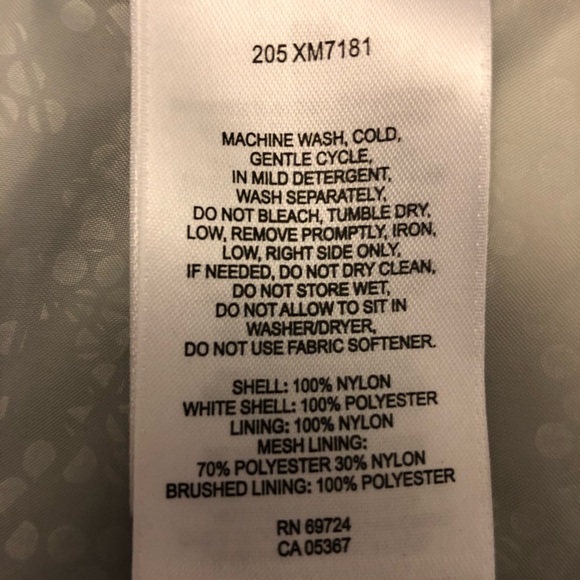 205 XM7181
MACHINE WASH, COLD,
GENTLE CYCLE,
IN MILD DETERGENT,
WASH SEPARATELY,
DO NOT BLEACH, TUMBLE DRY,
LOW, REMOVE PROMPTLY, IRON,
LOW, RIGHT SIDE ONLY,
IF NEEDED, DO NOT DRY CLEAN,
DO NOT STORE WET,
DO NOT ALLOW TO SIT IN
WASHER/DRYER,
DO NOT USE FABRIC SOFTENER.
SHELL: 100% NYLON
WHITE SHELL: 100% POLYESTER
LINING: 100% NYLON
MESH LINING:
70% POLYESTER 30% NYLON
BRUSHED LINING: 100% POLYESTER
RN 69724
CA 05367